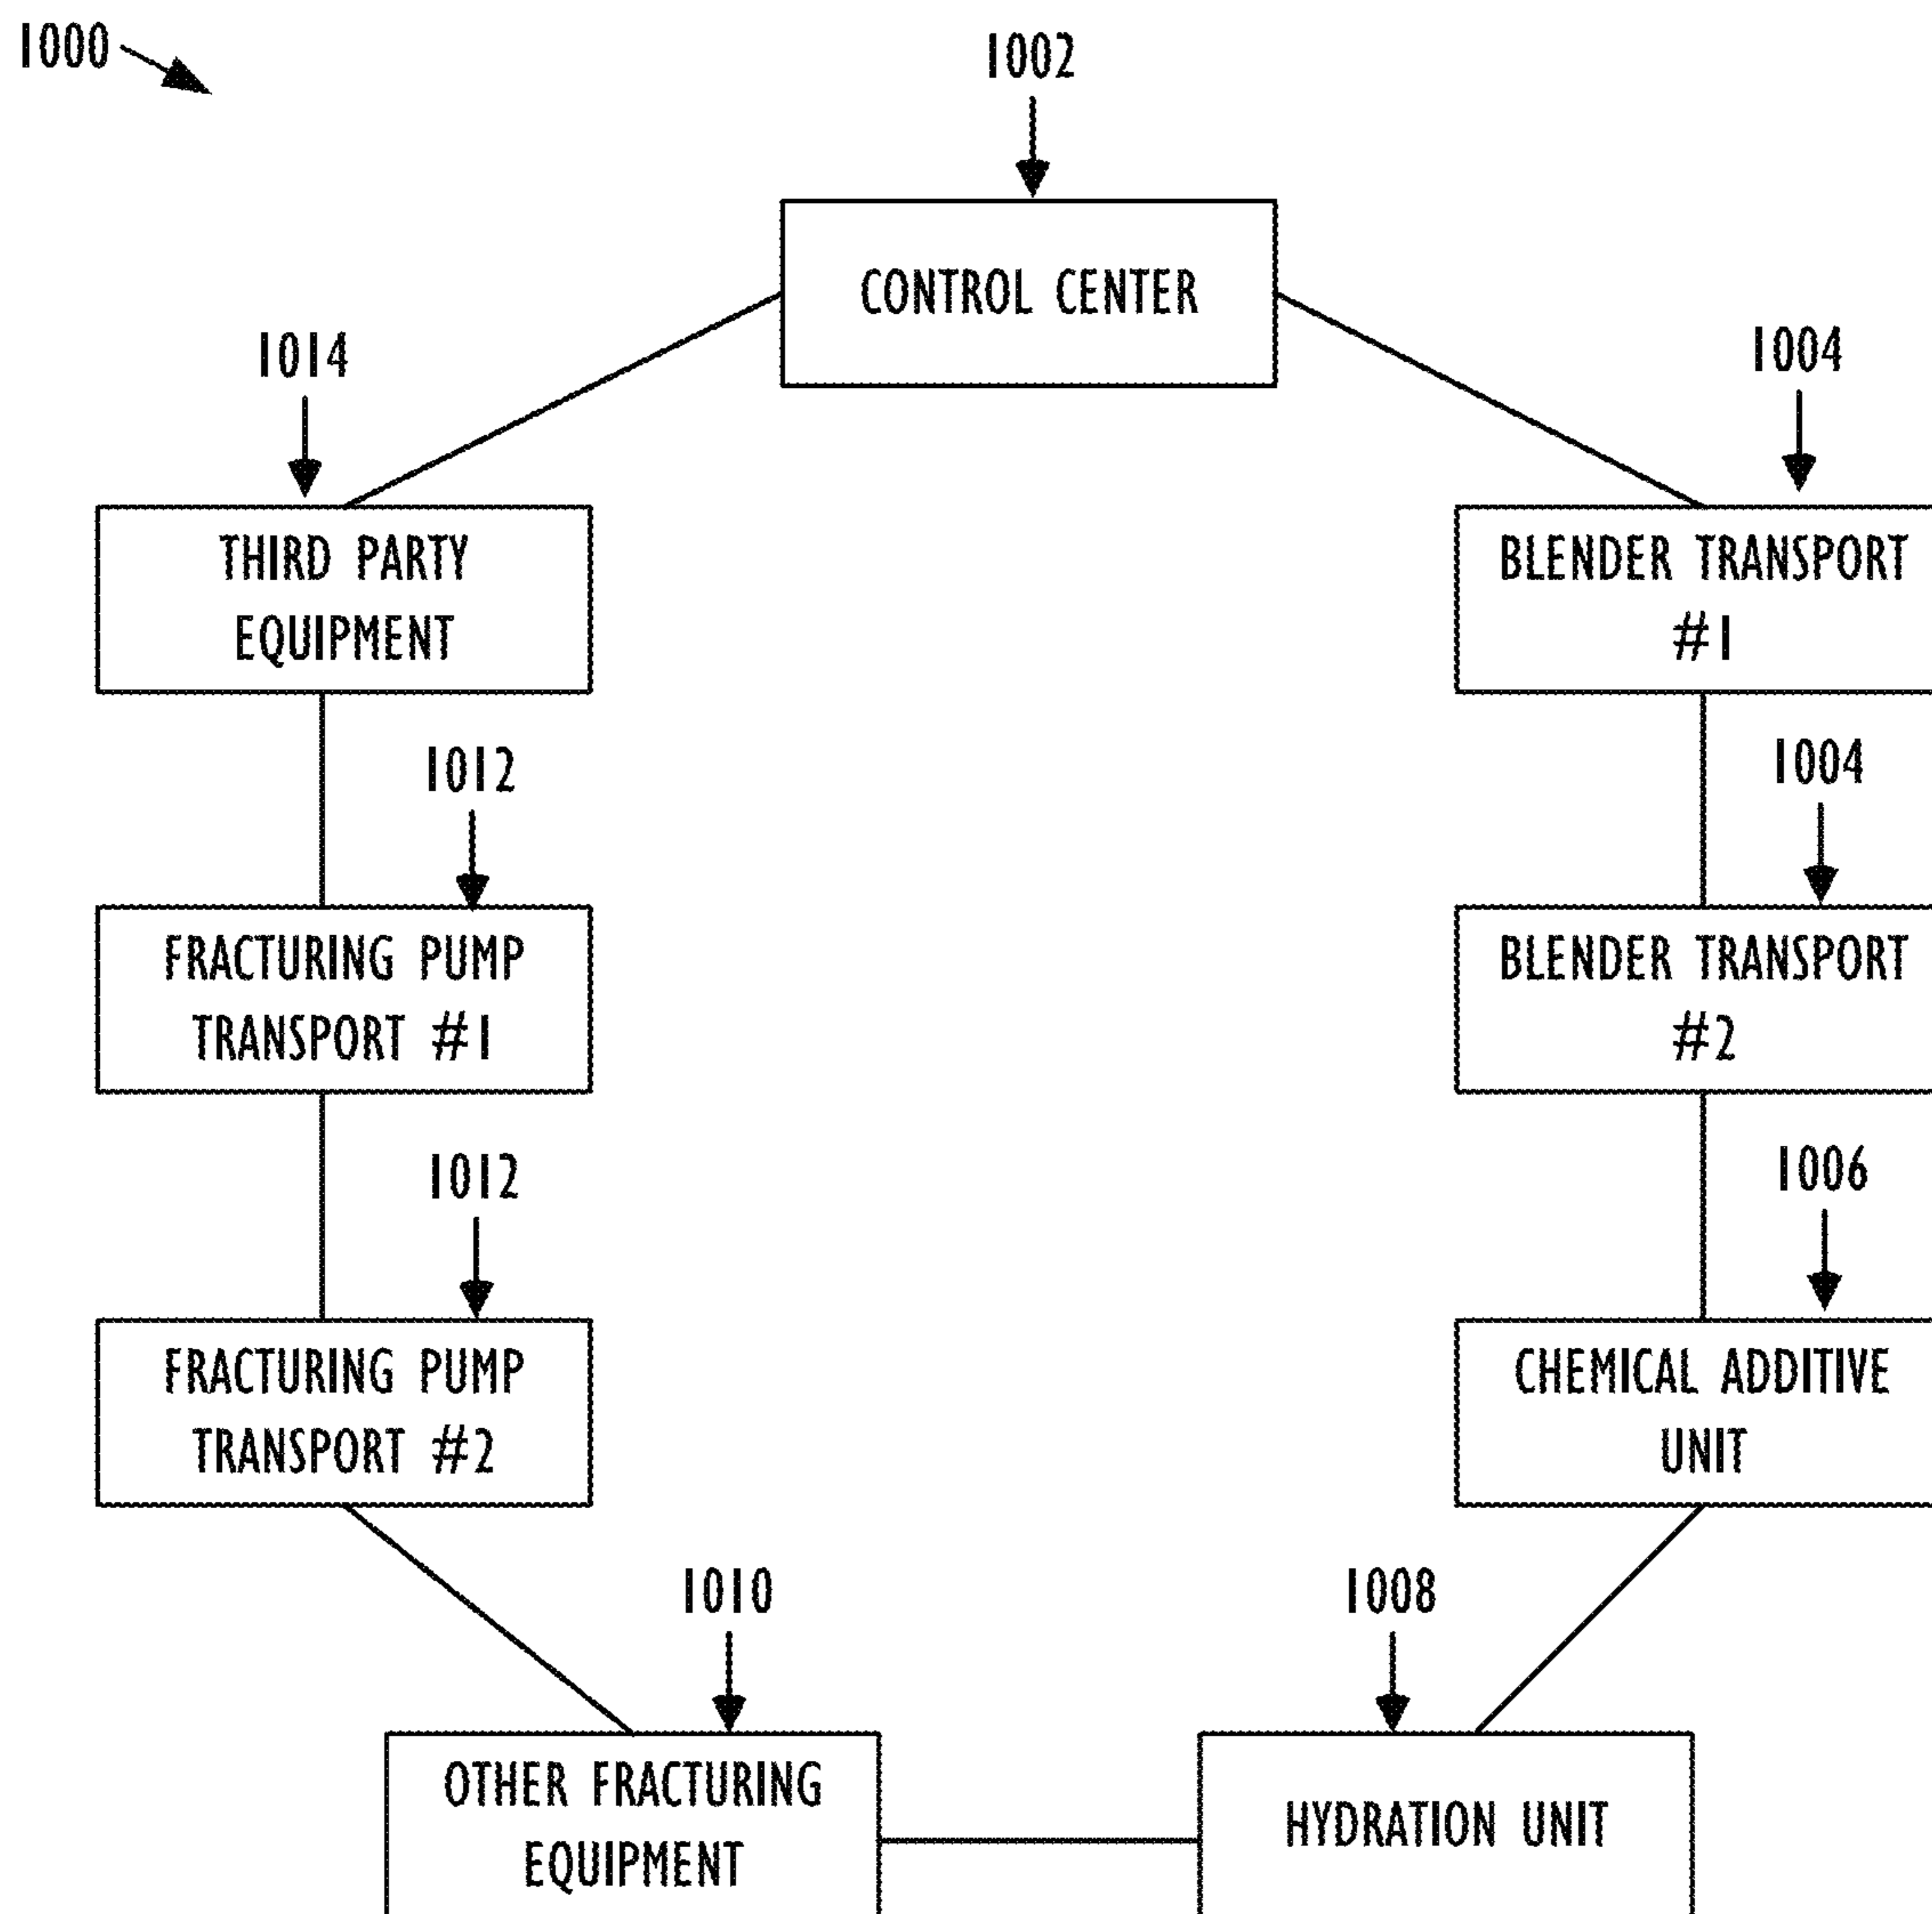 1000
1002
CONTROL CENTER
1014
1004
THIRD PARTY
EQUIPMENT
BLENDER TRANSPORT
#1
1012
1004
FRACTURING PUMP
TRANSPORT #1
BLENDER TRANSPORT
#2
1012
1006
FRACTURING PUMP
TRANSPORT #2
CHEMICAL ADDITIVE
UNIT
1010
1008
OTHER FRACTURING
EQUIPMENT
HYDRATION UNIT